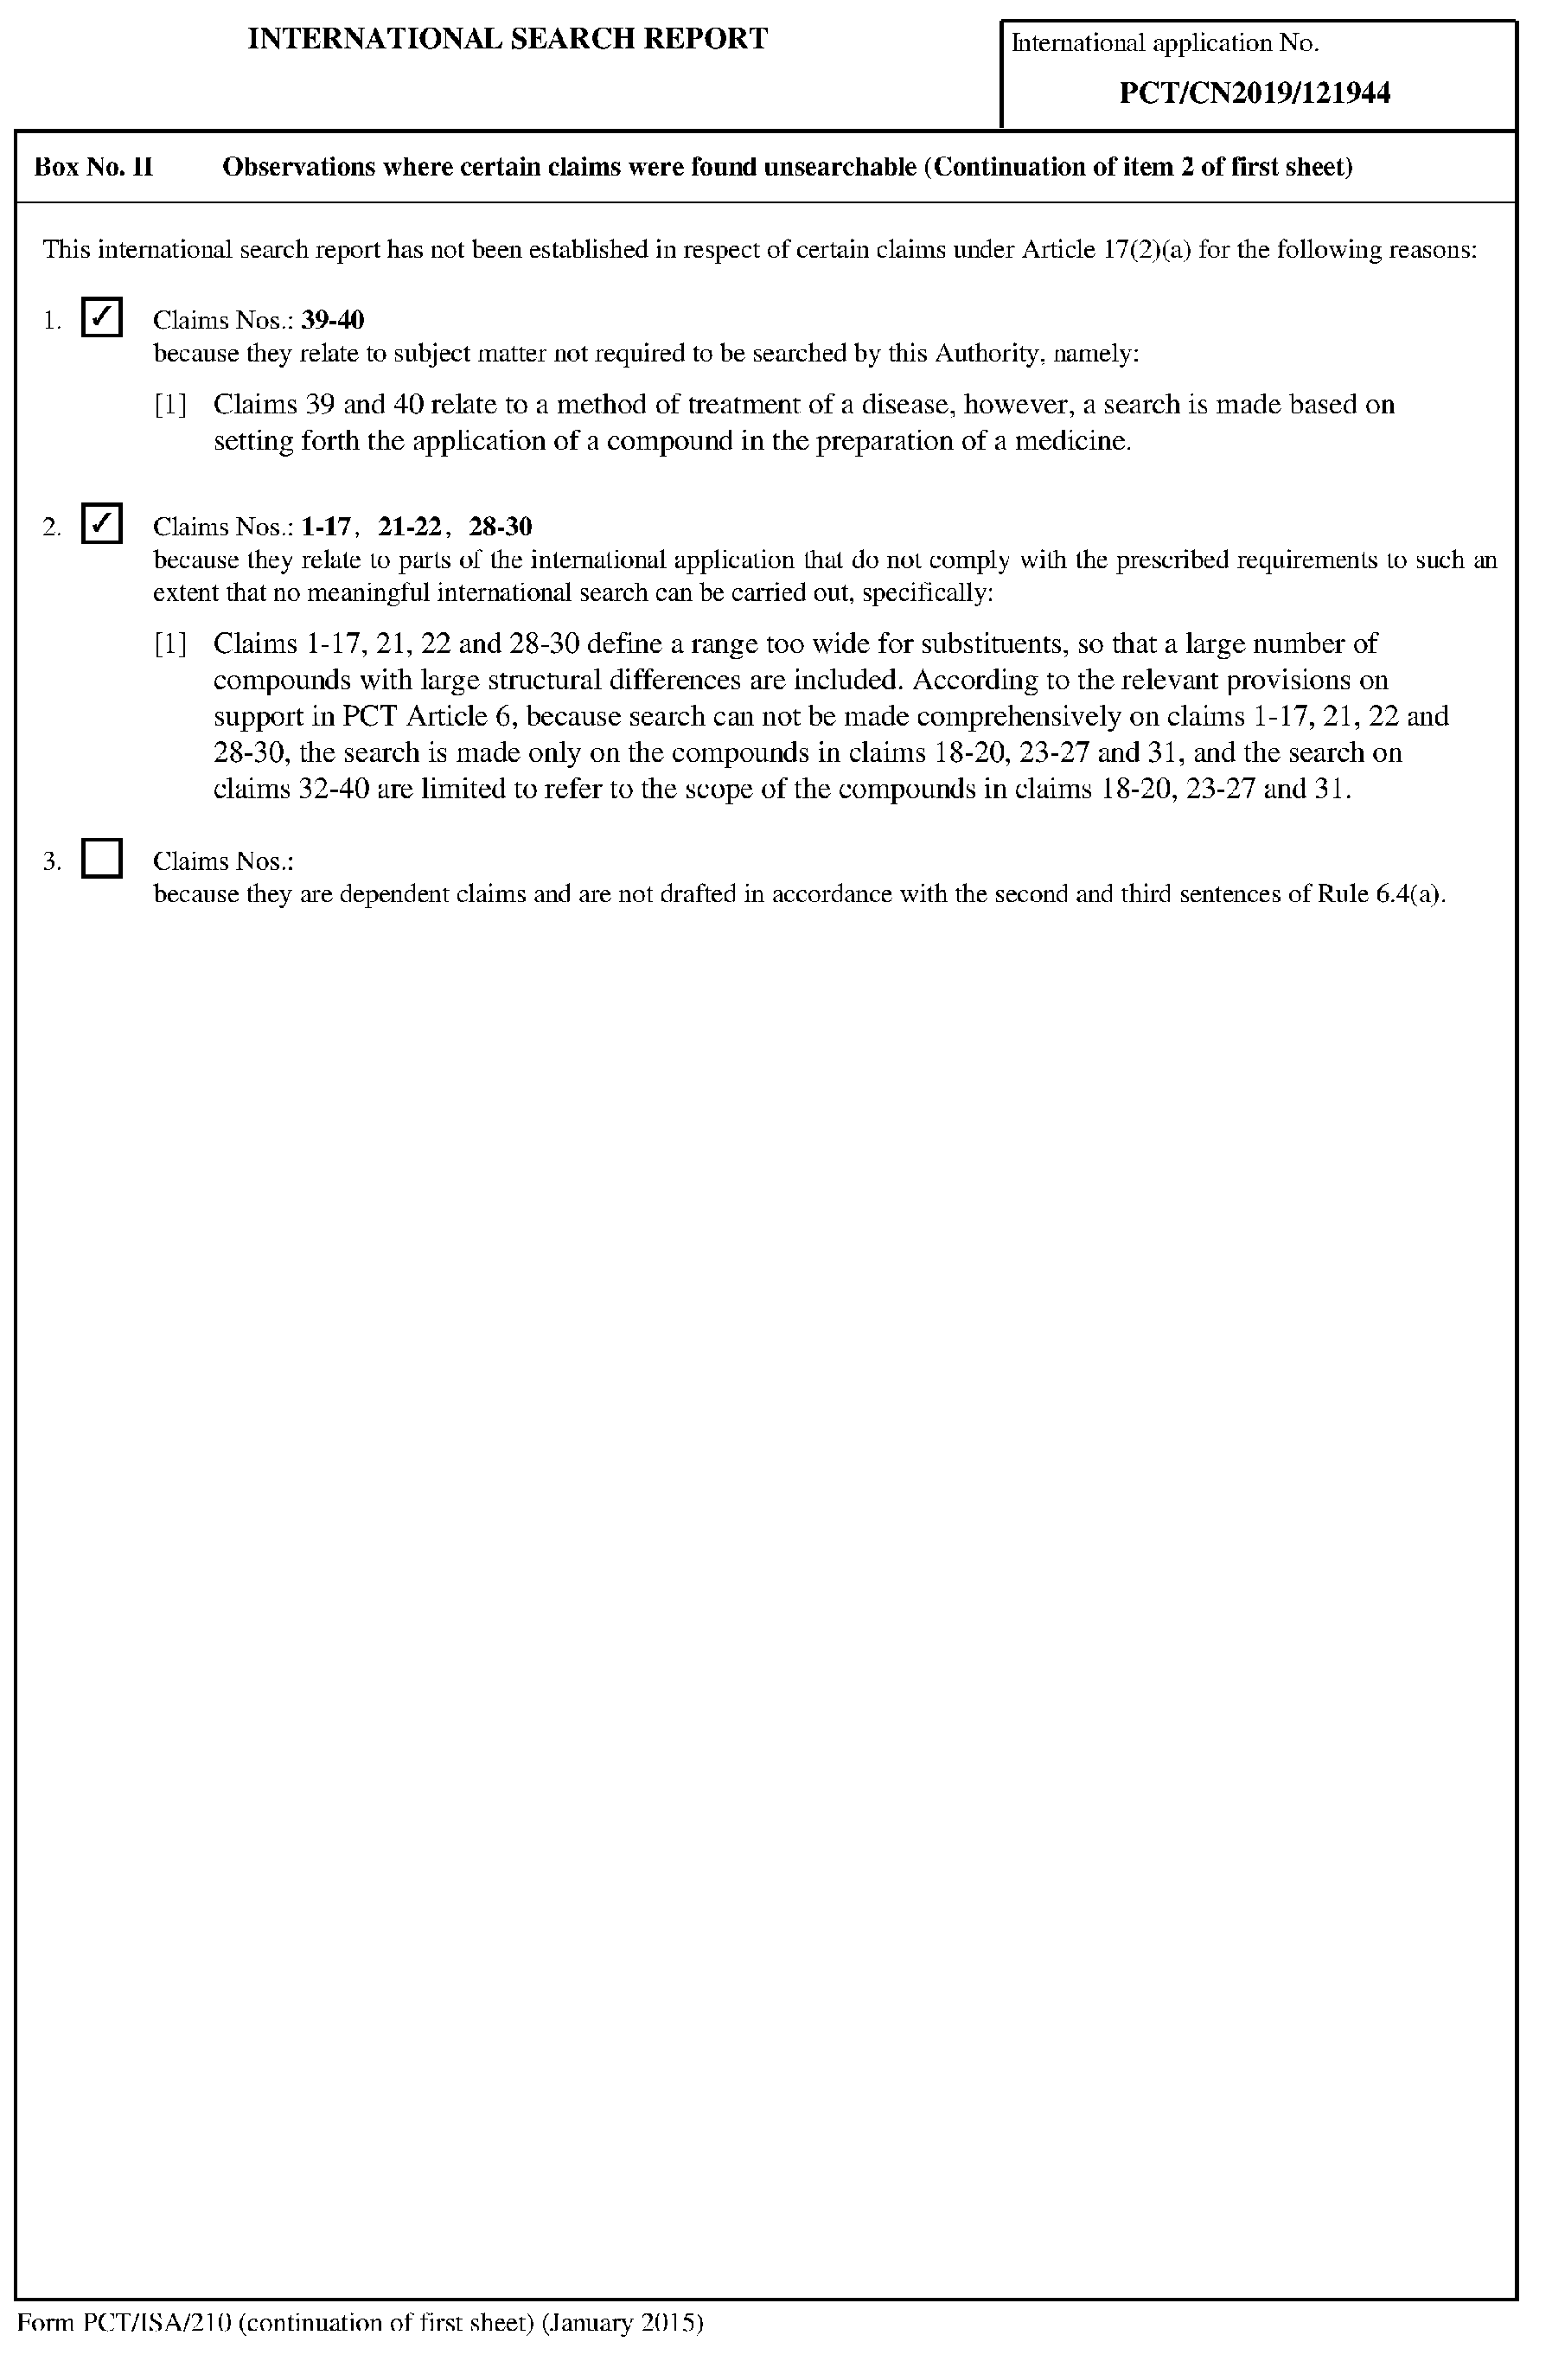 INTERNATIONAL SEARCH REPORT
International application No.
PCT/CN2019/121944
Box No. II Observations where certain claims were found unsearchable (Continuation of item 2 of first sheet)
This international search report has not been established in respect of certain claims under Article 17(2)(a) for the following reasons:
1. ✓ Claims Nos.: 39-40
because they relate to subject matter not required to be searched by this Authority, namely:
[1] Claims 39 and 40 relate to a method of treatment of a disease, however, a search is made based on
setting forth the application of a compound in the preparation of a medicine.
2. ✓ Claims Nos.: 1-17, 21-22, 28-30
because they relate to parts of the international application that do not comply with the prescribed requirements to such an
extent that no meaningful international search can be carried out, specifically:
[1] Claims 1-17, 21, 22 and 28-30 define a range too wide for substituents, so that a large number of
compounds with large structural differences are included. According to the relevant provisions on
support in PCT Article 6, because search can not be made comprehensively on claims 1-17, 21, 22 and
28-30, the search is made only on the compounds in claims 18-20, 23-27 and 31, and the search on
claims 32-40 are limited to refer to the scope of the compounds in claims 18-20, 23-27 and 31.
3. Claims Nos.:
because they are dependent claims and are not drafted in accordance with the second and third sentences of Rule 6.4(a).
Form PCT/ISA/210 (continuation of first sheet) (January 2015)